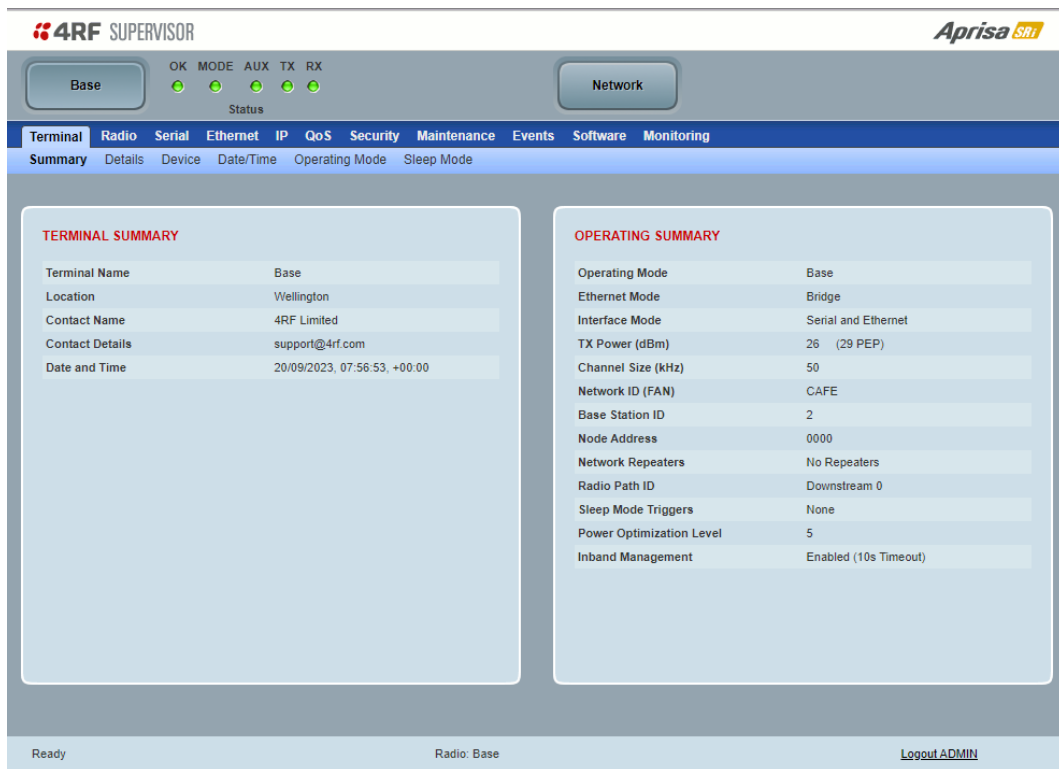 4RF SUPERVISOR
Aprisa SRi
Base
OK MODE AUX TX RX
Status
Network
Terminal Radio Serial Ethernet IP QoS Security Maintenance Events Software Monitoring
Summary Details Device Date/Time Operating Mode Sleep Mode
TERMINAL SUMMARY
Terminal Name Base
Location Wellington
Contact Name 4RF Limited
Contact Details support@4rf.com
Date and Time 20/09/2023, 07:56:53, +00:00
OPERATING SUMMARY
Operating Mode Base
Ethernet Mode Bridge
Interface Mode Serial and Ethernet
TX Power (dBm) 26 (29 PEP)
Channel Size (kHz) 50
Network ID (FAN) CAFE
Base Station ID 2
Node Address 0000
Network Repeaters No Repeaters
Radio Path ID Downstream 0
Sleep Mode Triggers None
Power Optimization Level 5
Inband Management Enabled (10s Timeout)
Ready Radio: Base Logout ADMIN